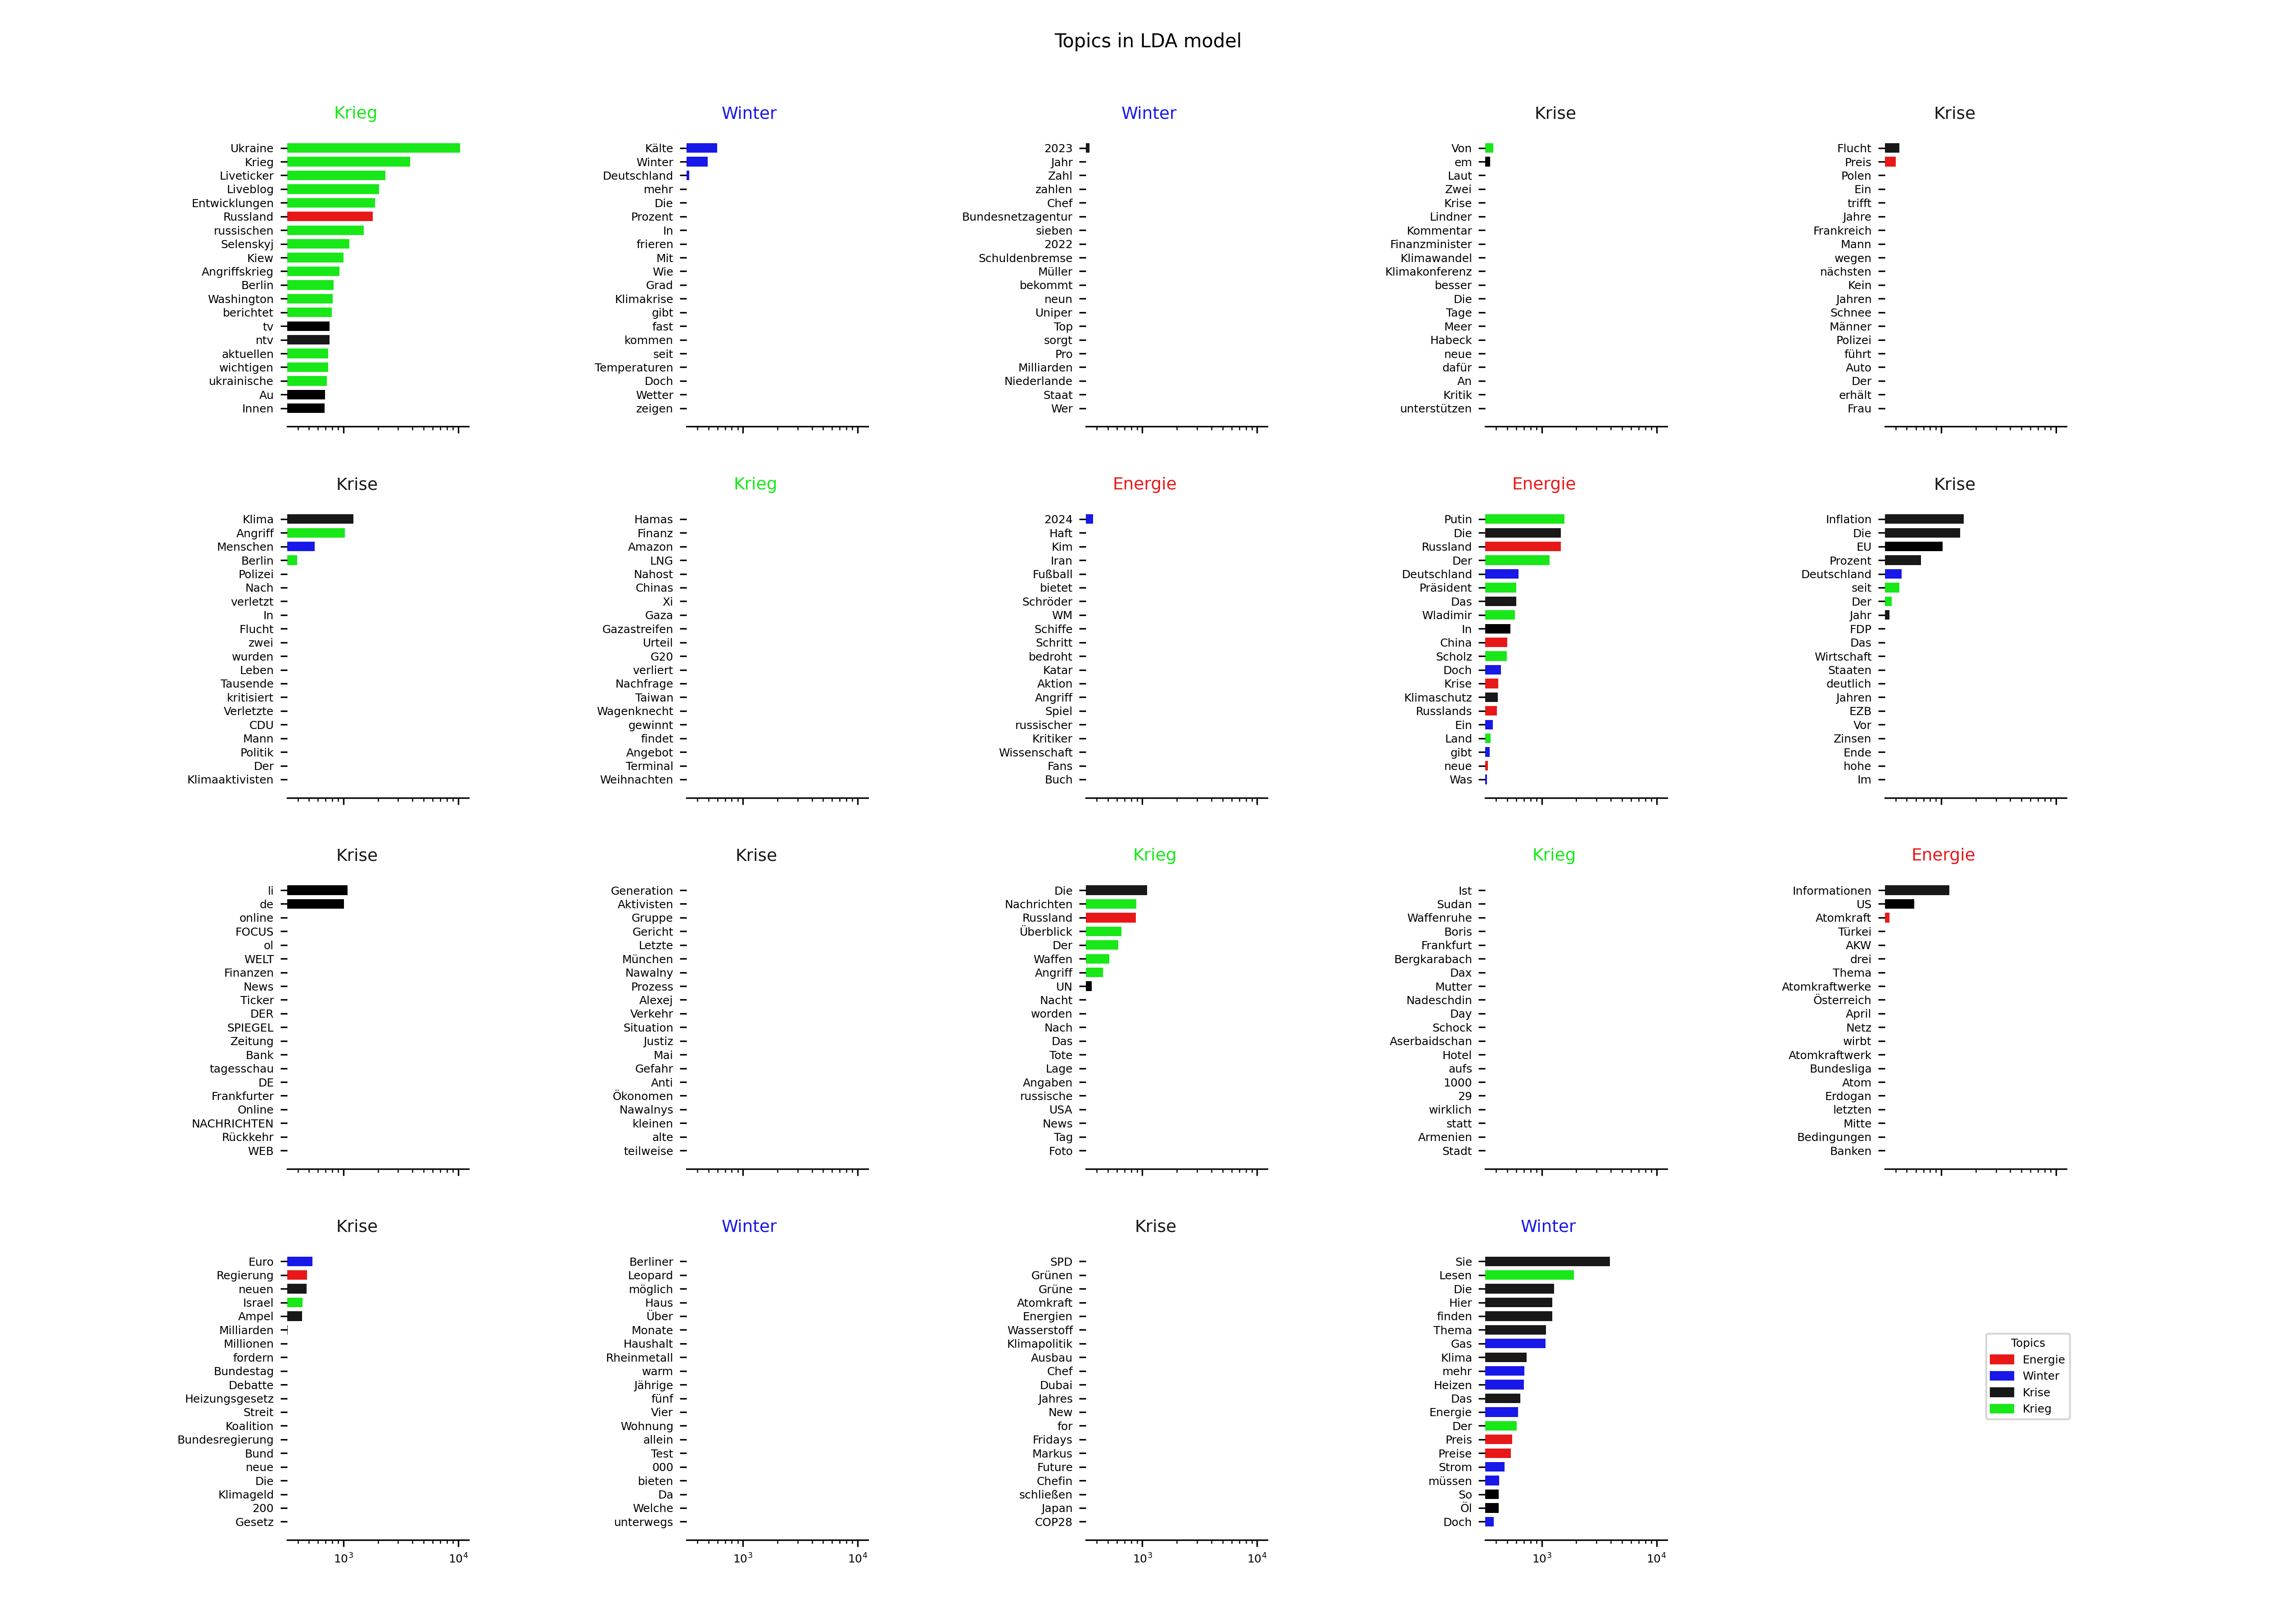 Topics in LDA model
Krieg
Ukraine
Krieg
Liveticker
Liveblog
Entwicklungen
Russland
russischen
Selenskyj
Kiew
Angriffskrieg
Berlin
Washington
berichtet
tv
ntv
aktuellen
wichtigen
ukrainische
Au
Innen
Winter
Kälte
Winter
Deutschland
mehr
Die
Prozent
In
frieren
Mit
Wie
Grad
Klimakrise
gibt
fast
kommen
seit
Temperaturen
Doch
Wetter
zeigen
Winter
2023
Jahr
Zahl
zahlen
Chef
Bundesnetzagentur
sieben
2022
Schuldenbremse
Müller
bekommt
neun
Uniper
Top
sorgt
Pro
Milliarden
Niederlande
Staat
Wer
Krise
Von
em
Laut
Zwei
Krise
Lindner
Kommentar
Finanzminister
Klimawandel
Klimakonferenz
besser
Die
Tage
Meer
Habeck
neue
dafür
An
Kritik
unterstützen
Krise
Flucht
Preis
Polen
Ein
trifft
Jahre
Frankreich
Mann
wegen
nächsten
Kein
Jahren
Schnee
Männer
Polizei
führt
Auto
Der
erhält
Frau
Krise
Klima
Angriff
Menschen
Berlin
Polizei
Nach
verletzt
In
Flucht
zwei
wurden
Leben
Tausende
kritisiert
Verletzte
CDU
Mann
Politik
Der
Klimaaktivisten
Krieg
Hamas
Finanz
Amazon
LNG
Nahost
Chinas
Xi
Gaza
Gazastreifen
Urteil
G20
verliert
Nachfrage
Taiwan
Wagenknecht
gewinnt
findet
Angebot
Terminal
Weihnachten
Energie
2024
Haft
Kim
Iran
Fußball
bietet
Schröder
WM
Schiffe
Schritt
bedroht
Katar
Aktion
Angriff
Spiel
russischer
Kritiker
Wissenschaft
Fans
Buch
Energie
Putin
Die
Russland
Der
Deutschland
Präsident
Das
Wladimir
In
China
Scholz
Doch
Krise
Klimaschutz
Russlands
Ein
Land
gibt
neue
Was
Krise
Inflation
Die
EU
Prozent
Deutschland
seit
Der
Jahr
FDP
Das
Wirtschaft
Staaten
deutlich
Jahren
EZB
Vor
Zinsen
Ende
hohe
Im
Krise
li
de
online
FOCUS
ol
WELT
Finanzen
News
Ticker
DER
SPIEGEL
Zeitung
Bank
tagesschau
DE
Frankfurter
Online
NACHRICHTEN
Rückkehr
WEB
Krise
Generation
Aktivisten
Gruppe
Gericht
Letzte
München
Nawalny
Prozess
Alexej
Verkehr
Situation
Justiz
Mai
Gefahr
Anti
Ökonomen
Nawalnys
kleinen
alte
teilweise
Krieg
Die
Nachrichten
Russland
Überblick
Der
Waffen
Angriff
UN
Nacht
worden
Nach
Das
Tote
Lage
Angaben
russische
USA
News
Tag
Foto
Krieg
Ist
Sudan
Waffenruhe
Boris
Frankfurt
Bergkarabach
Dax
Mutter
Nadeschdin
Day
Schock
Aserbaidschan
Hotel
aufs
1000
29
wirklich
statt
Armenien
Stadt
Energie
Informationen
US
Atomkraft
Türkei
AKW
drei
Thema
Atomkraftwerke
Österreich
April
Netz
wirbt
Atomkraftwerk
Bundesliga
Atom
Erdogan
letzten
Mitte
Bedingungen
Banken
Krise
Euro
Regierung
neuen
Israel
Ampel
Milliarden
Millionen
fordern
Bundestag
Debatte
Heizungsgesetz
Streit
Koalition
Bundesregierung
Bund
neue
Die
Klimageld
200
Gesetz
10³
10⁴
Winter
Berliner
Leopard
möglich
Haus
Über
Monate
Haushalt
Rheinmetall
warm
Jährige
fünf
Vier
Wohnung
allein
Test
000
bieten
Da
Welche
unterwegs
10³
10⁴
Krise
SPD
Grünen
Grüne
Atomkraft
Energien
Wasserstoff
Klimapolitik
Ausbau
Chef
Dubai
Jahres
New
for
Fridays
Markus
Future
Chefin
schließen
Japan
COP28
10³
10⁴
Winter
Sie
Lesen
Die
Hier
finden
Thema
Gas
Klima
mehr
Heizen
Das
Energie
Der
Preis
Preise
Strom
müssen
So
Öl
Doch
10³
10⁴
Topics
Energie
Winter
Krise
Krieg